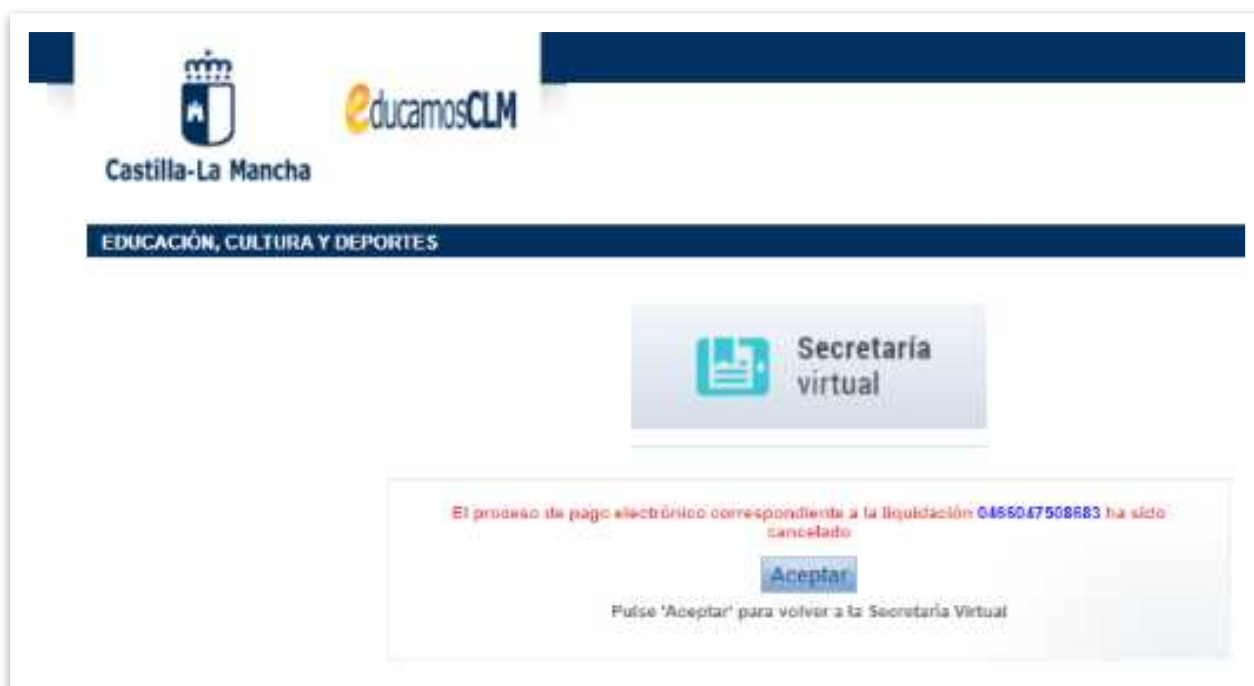 Castilla-La Mancha
educamosCLM
EDUCACIÓN, CULTURA Y DEPORTES
Secretaría
virtual
El proceso de pago electrónico correspondiente a la liquidación 0466047508683 ha sido
cancelado
Aceptar
Pulse 'Aceptar' para volver a la Secretaría Virtual